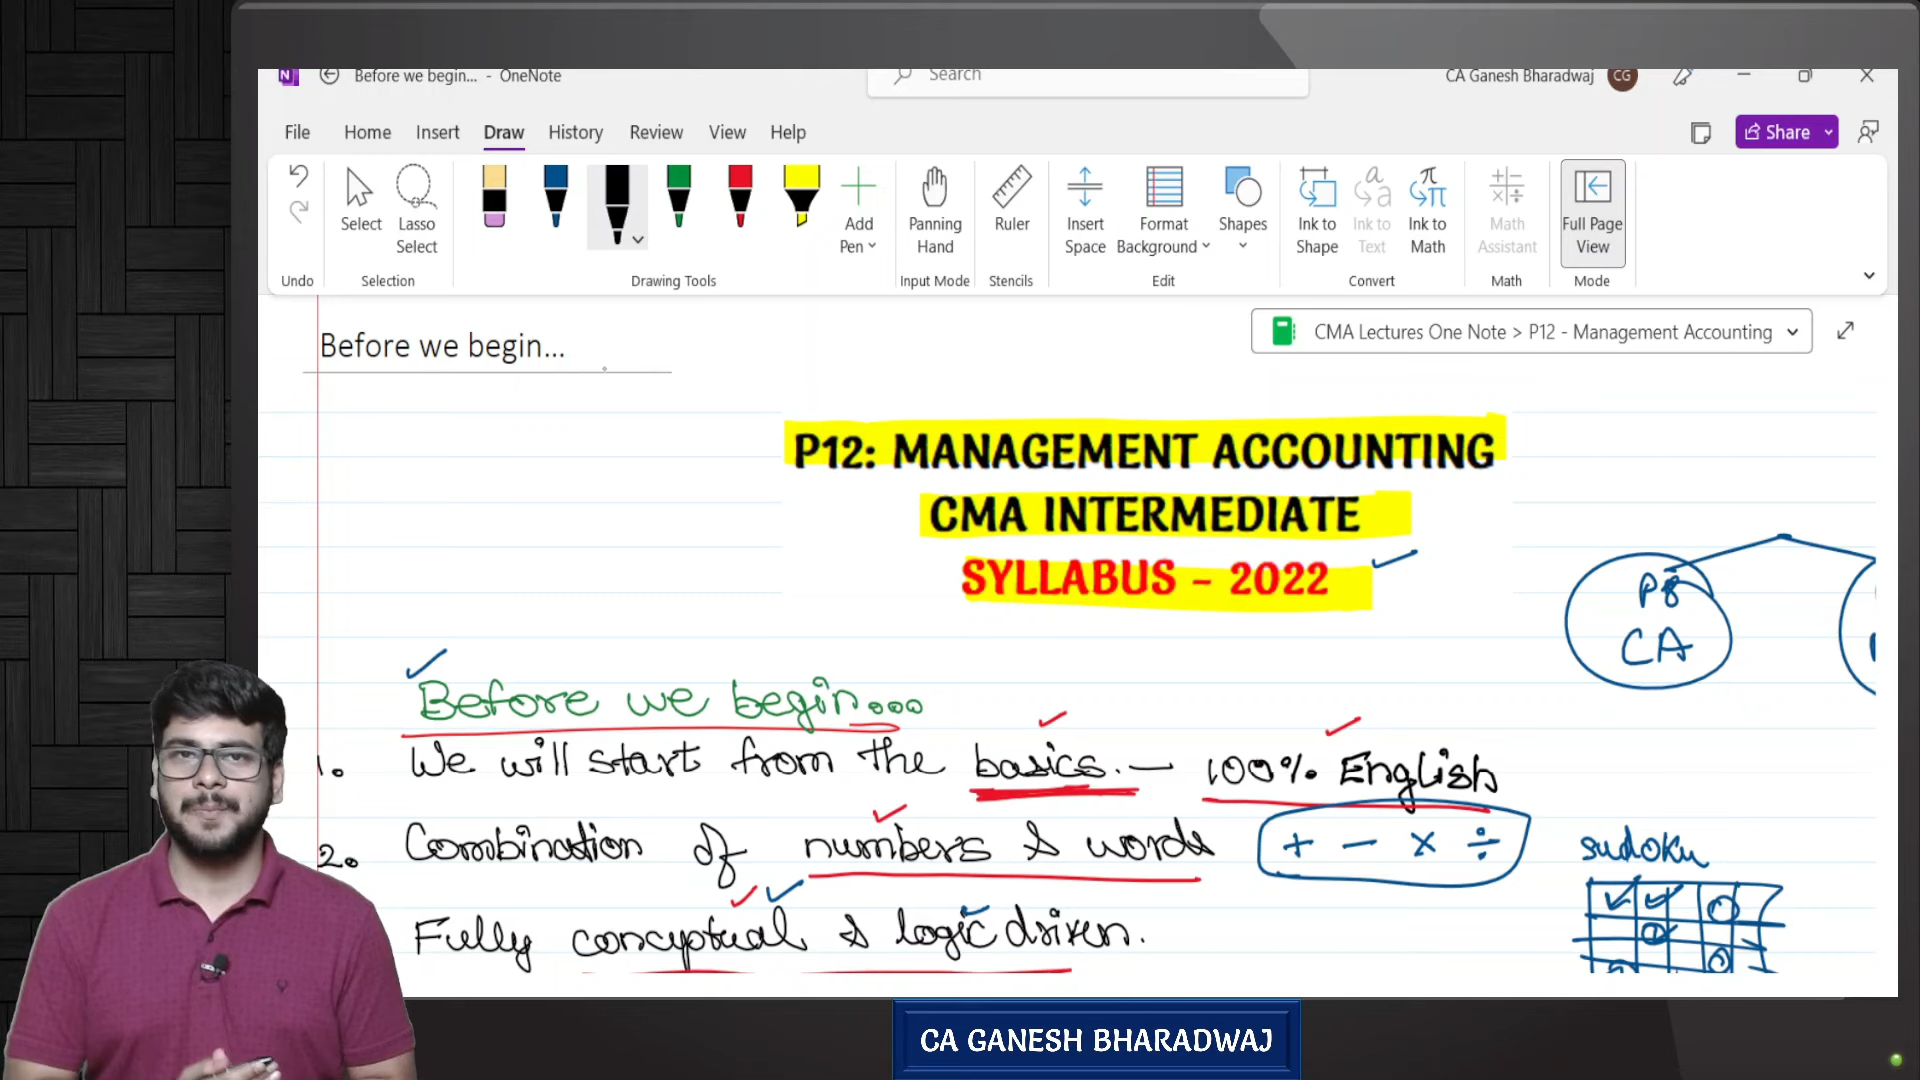 Before we begin... - OneNote
Search
CA Ganesh Bharadwaj CG
File Home Insert Draw History Review View Help
Share
Select
Lasso Select
Add Pen
Panning Hand
Ruler
Insert Space
Format Background
Shapes
Ink to Shape
Ink to Text
Ink to Math
Math Assistant
Full Page View
Undo Selection Drawing Tools Input Mode Stencils Edit Convert Math Mode
Before we begin...
CMA Lectures One Note > P12 - Management Accounting
P12: MANAGEMENT ACCOUNTING
CMA INTERMEDIATE
SYLLABUS - 2022
P8
CA
Before we begin...
1. We will start from the basics. — 100% English
2. Combination of numbers & words + - × ÷
sudoku
Fully conceptual & logic driven.
CA GANESH BHARADWAJ